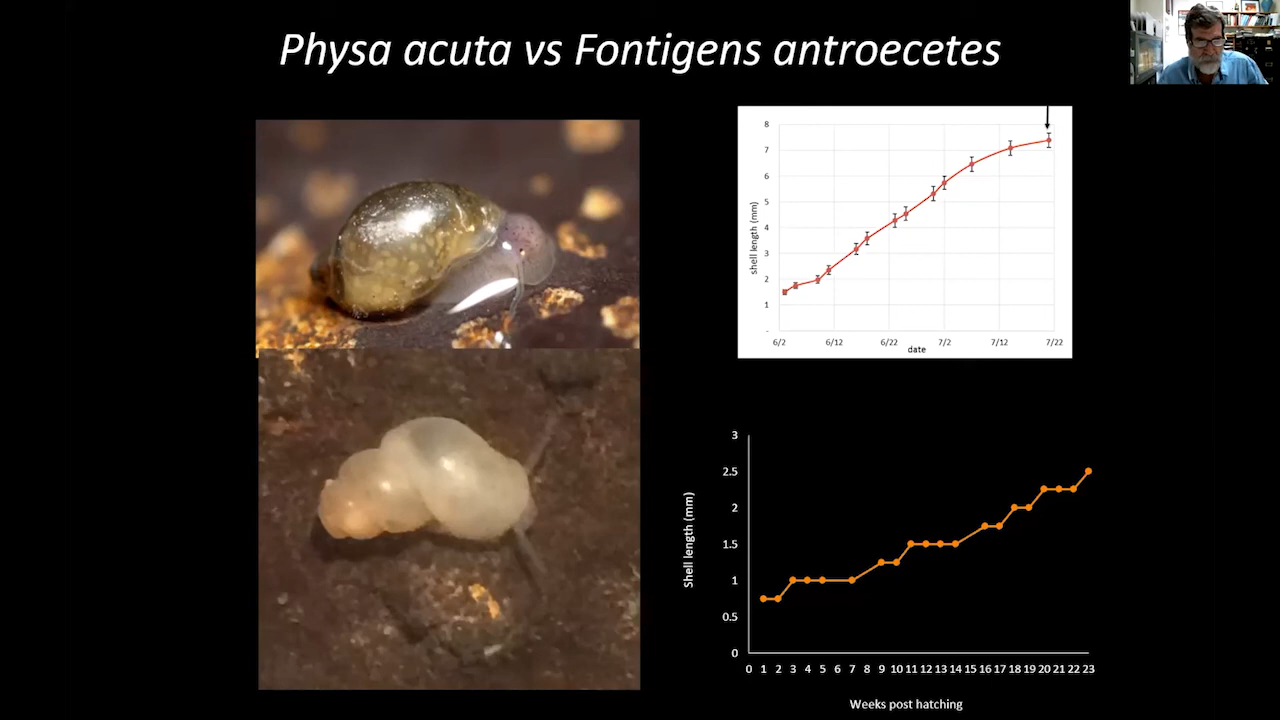 Physa acuta vs Fontigens antroecetes
8
7
6
5
4
3
2
1
-
shell length (mm)
6/2 6/12 6/22 7/2 7/12 7/22
date
3
2.5
2
1.5
1
0.5
0
Shell length (mm)
0 1 2 3 4 5 6 7 8 9 10 11 12 13 14 15 16 17 18 19 20 21 22 23
Weeks post hatching